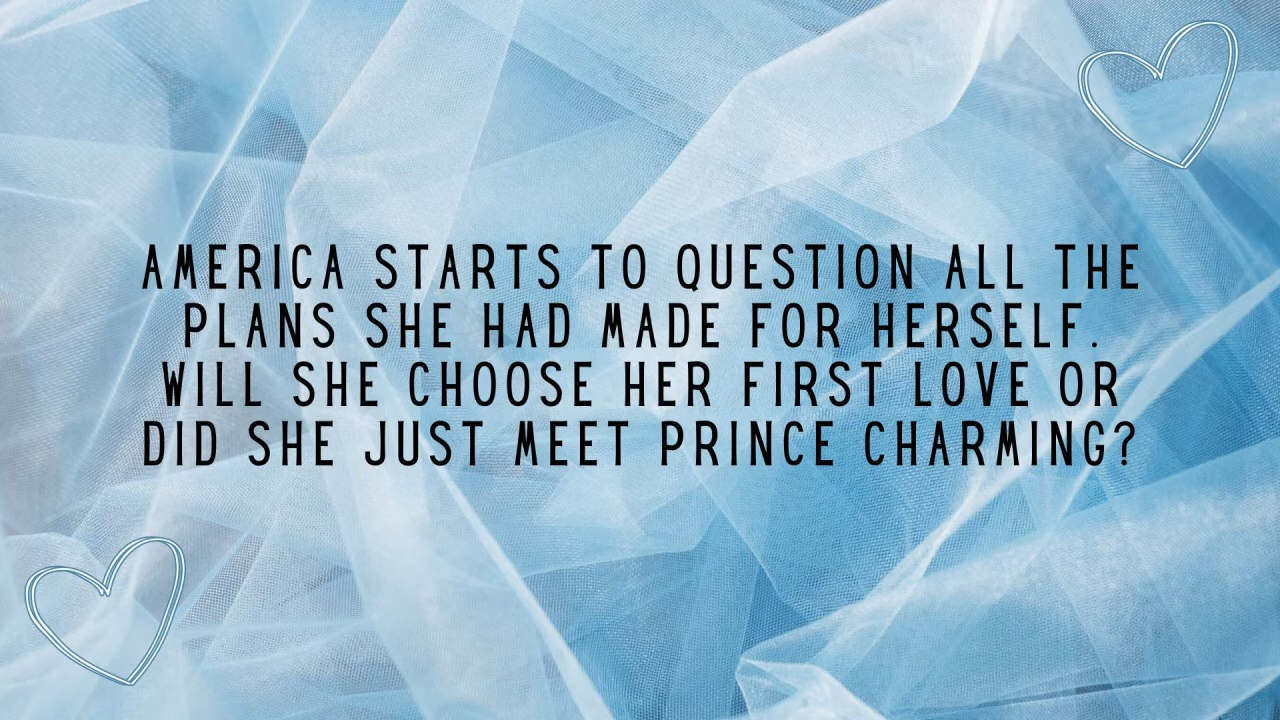 AMERICA STARTS TO QUESTION ALL THE
PLANS SHE HAD MADE FOR HERSELF.
WILL SHE CHOOSE HER FIRST LOVE OR
DID SHE JUST MEET PRINCE CHARMING?